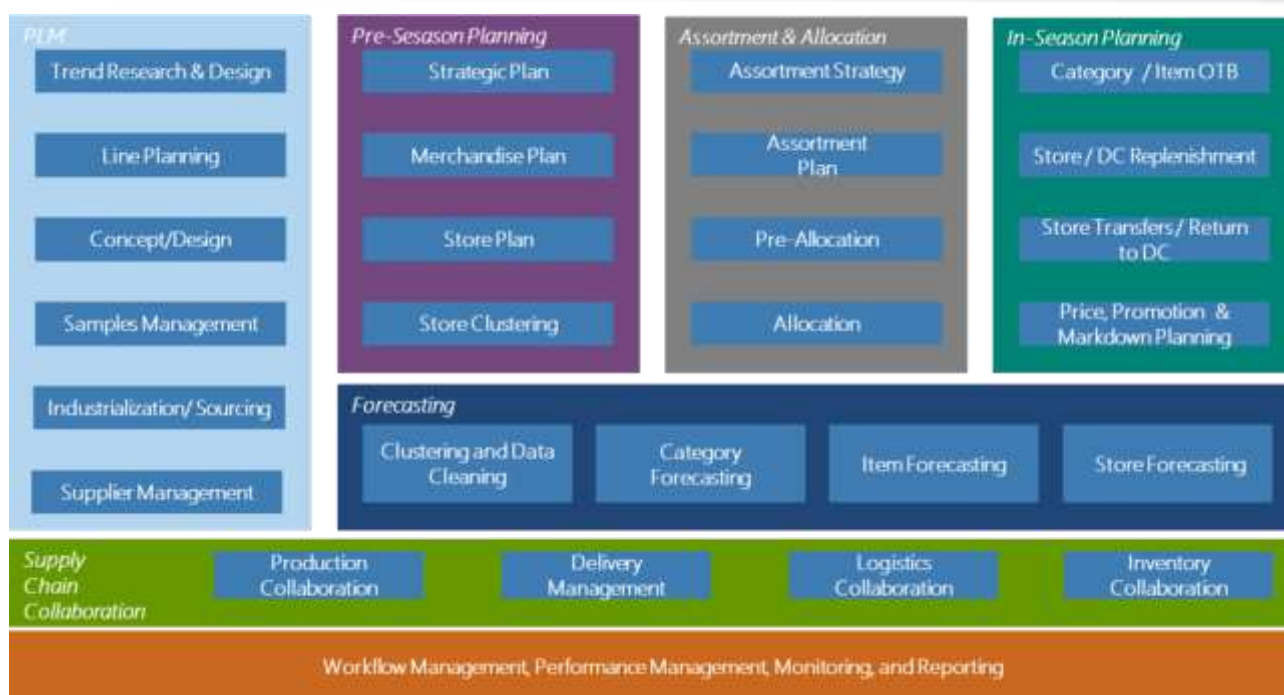 PLM
Trend Research & Design
Line Planning
Concept/Design
Samples Management
Industrialization/ Sourcing
Supplier Management
Pre-Sesason Planning
Strategic Plan
Merchandise Plan
Store Plan
Store Clustering
Assortment & Allocation
Assortment Strategy
Assortment
Plan
Pre-Allocation
Allocation
In-Season Planning
Category / Item OTB
Store / DC Replenishment
Store Transfers / Return
to DC
Price, Promotion &
Markdown Planning
Forecasting
Clustering and Data
Cleaning
Category
Forecasting
Item Forecasting
Store Forecasting
Supply
Chain
Collaboration
Production
Collaboration
Delivery
Management
Logistics
Collaboration
Inventory
Collaboration
Workflow Management, Performance Management, Monitoring, and Reporting